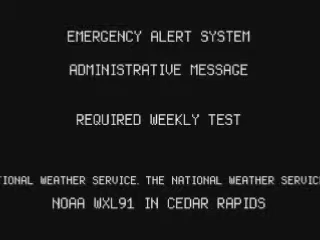 EMERGENCY ALERT SYSTEM
ADMINISTRATIVE MESSAGE
REQUIRED WEEKLY TEST
TIONAL WEATHER SERVICE. THE NATIONAL WEATHER SERVIC
NOAA WXL91 IN CEDAR RAPIDS